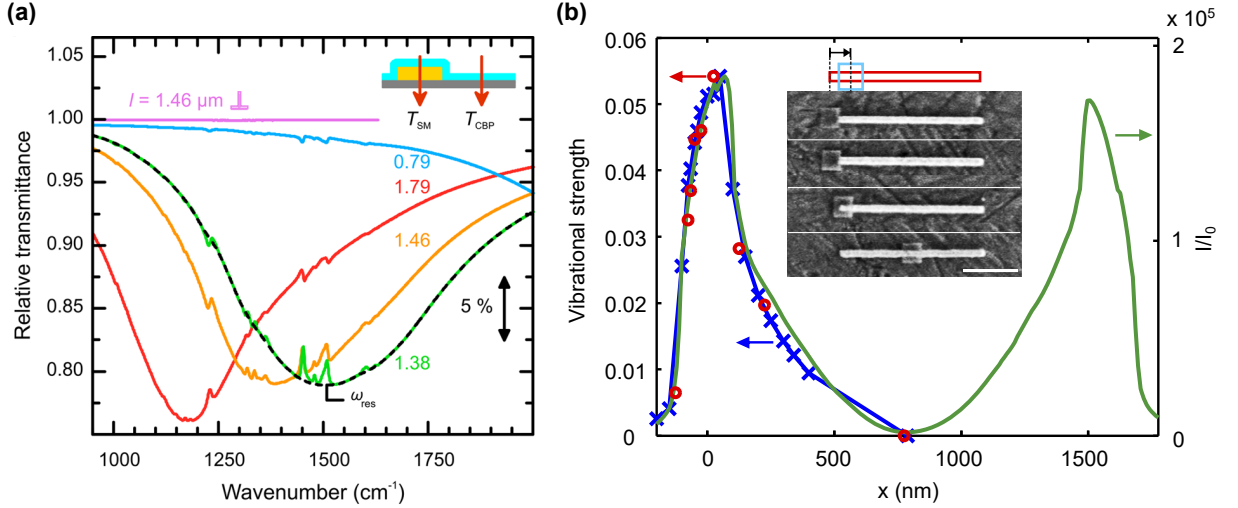 (a)
1.05
1.00
0.95
0.90
0.85
0.80
Relative transmittance
l = 1.46 μm
T_SM
T_CBP
0.79
1.79
1.46
1.38
5 %
ω_res
1000
1250
1500
1750
Wavenumber (cm⁻¹)
(b)
x 10⁵
0.06
0.05
0.04
0.03
0.02
0.01
0
Vibrational strength
2
1
0
I/I₀
0
500
1000
1500
x (nm)